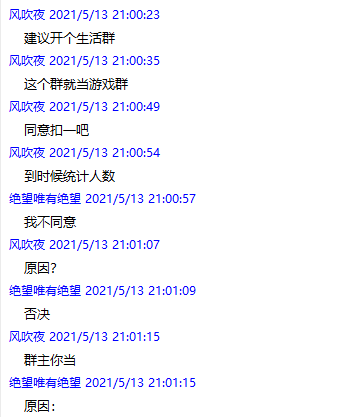 风吹夜 2021/5/13 21:00:23
建议开个生活群
风吹夜 2021/5/13 21:00:35
这个群就当游戏群
风吹夜 2021/5/13 21:00:49
同意扣一吧
风吹夜 2021/5/13 21:00:54
到时候统计人数
绝望唯有绝望 2021/5/13 21:00:57
我不同意
风吹夜 2021/5/13 21:01:07
原因？
绝望唯有绝望 2021/5/13 21:01:09
否决
风吹夜 2021/5/13 21:01:15
群主你当
绝望唯有绝望 2021/5/13 21:01:15
原因：